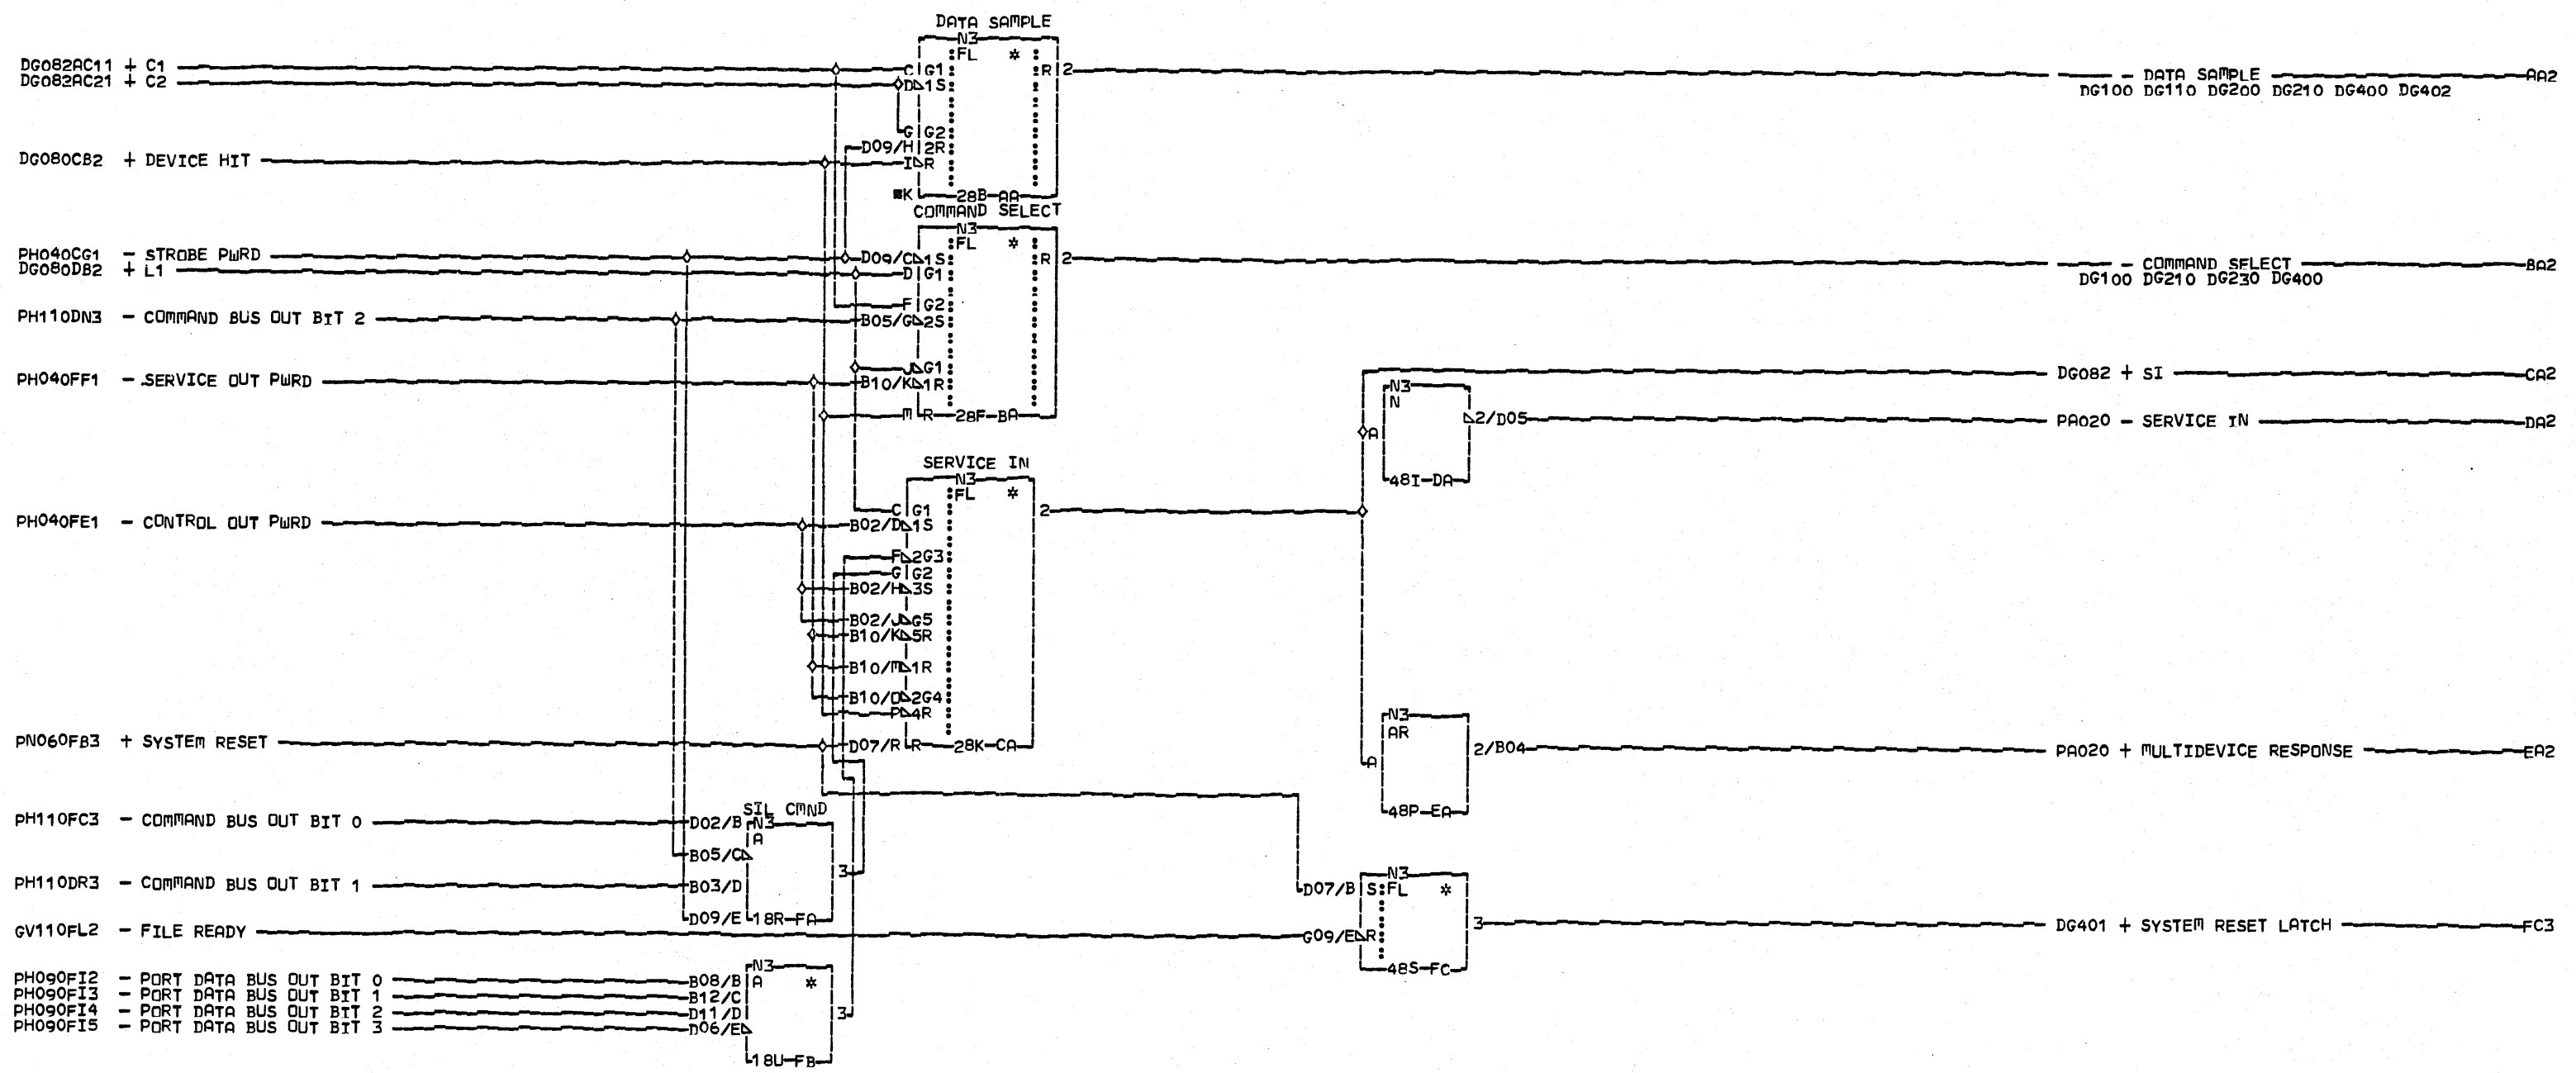 DATA SAMPLE
N3
FL *
DG082AC11 + C1
C G1 R 2
DG082AC21 + C2
D 1S
- DATA SAMPLE AA2
DG100 DG110 DG200 DG210 DG400 DG402
G G2
D09/H 2R
DG080CB2 + DEVICE HIT
I R
K 28B-AA
COMMAND SELECT
N3
FL *
PH040CG1 - STROBE PWRD
D09/C 1S R 2
DG080DB2 + L1
D G1
- COMMAND SELECT BA2
DG100 DG210 DG230 DG400
F G2
PH110DN3 - COMMAND BUS OUT BIT 2
B05/G 2S
J G1
PH040FF1 - SERVICE OUT PWRD
B10/K 1R
M R 28F-BA
DG082 + SI CA2
N3
N
A 2/D05
PA020 - SERVICE IN DA2
48I-DA
SERVICE IN
N3
FL *
C G1 2
PH040FE1 - CONTROL OUT PWRD
B02/D 1S
F 2G3
G G2
B02/H 3S
B02/J G5
B10/K 5R
B10/M 1R
B10/O 2G4
P 4R
PN060FB3 + SYSTEM RESET
D07/R R 28K-CA
N3
AR
A 2/B04
PA020 + MULTIDEVICE RESPONSE EA2
48P-EA
SIL CMND
PH110FC3 - COMMAND BUS OUT BIT 0
D02/B N3
A
B05/C
PH110DR3 - COMMAND BUS OUT BIT 1
B03/D 3
D09/E 18R-FA
N3
D07/B S FL *
GV110FL2 - FILE READY
G09/E R 3
DG401 + SYSTEM RESET LATCH FC3
48S-FC
N3
PH090FI2 - PORT DATA BUS OUT BIT 0
B08/B A *
PH090FI3 - PORT DATA BUS OUT BIT 1
B12/C
PH090FI4 - PORT DATA BUS OUT BIT 2
D11/D 3
PH090FI5 - PORT DATA BUS OUT BIT 3
D06/E
18U-FB